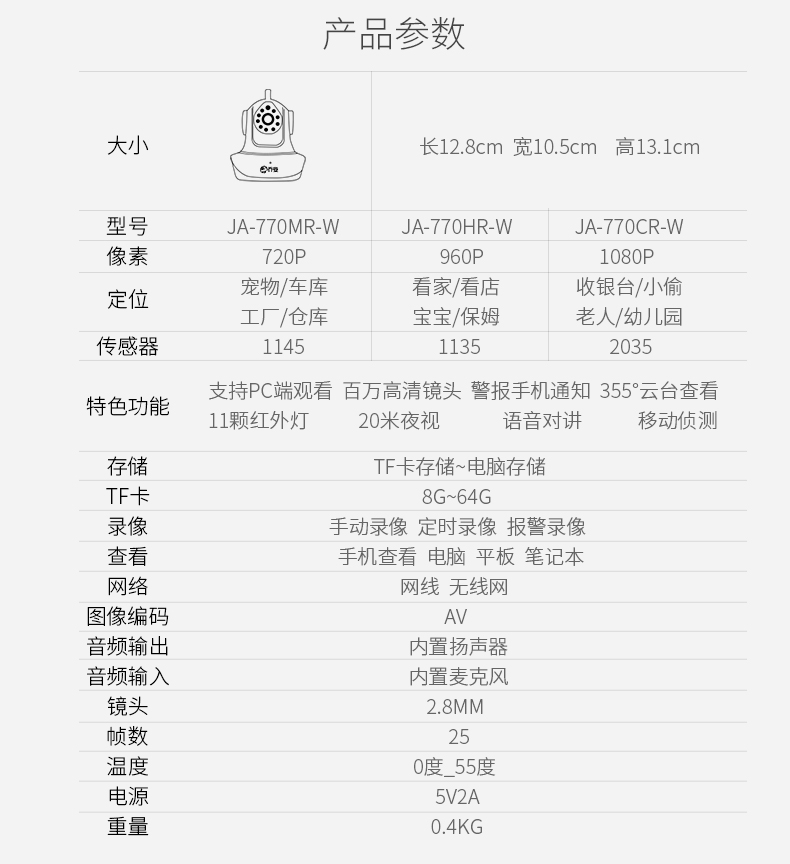 产品参数
大小
乔安
长12.8cm 宽10.5cm 高13.1cm
型号 JA-770MR-W JA-770HR-W JA-770CR-W
像素 720P 960P 1080P
定位
宠物/车库 看家/看店 收银台/小偷
工厂/仓库 宝宝/保姆 老人/幼儿园
传感器 1145 1135 2035
特色功能
支持PC端观看 百万高清镜头 警报手机通知 355°云台查看
11颗红外灯 20米夜视 语音对讲 移动侦测
存储 TF卡存储~电脑存储
TF卡 8G~64G
录像 手动录像 定时录像 报警录像
查看 手机查看 电脑 平板 笔记本
网络 网线 无线网
图像编码 AV
音频输出 内置扬声器
音频输入 内置麦克风
镜头 2.8MM
帧数 25
温度 0度_55度
电源 5V2A
重量 0.4KG